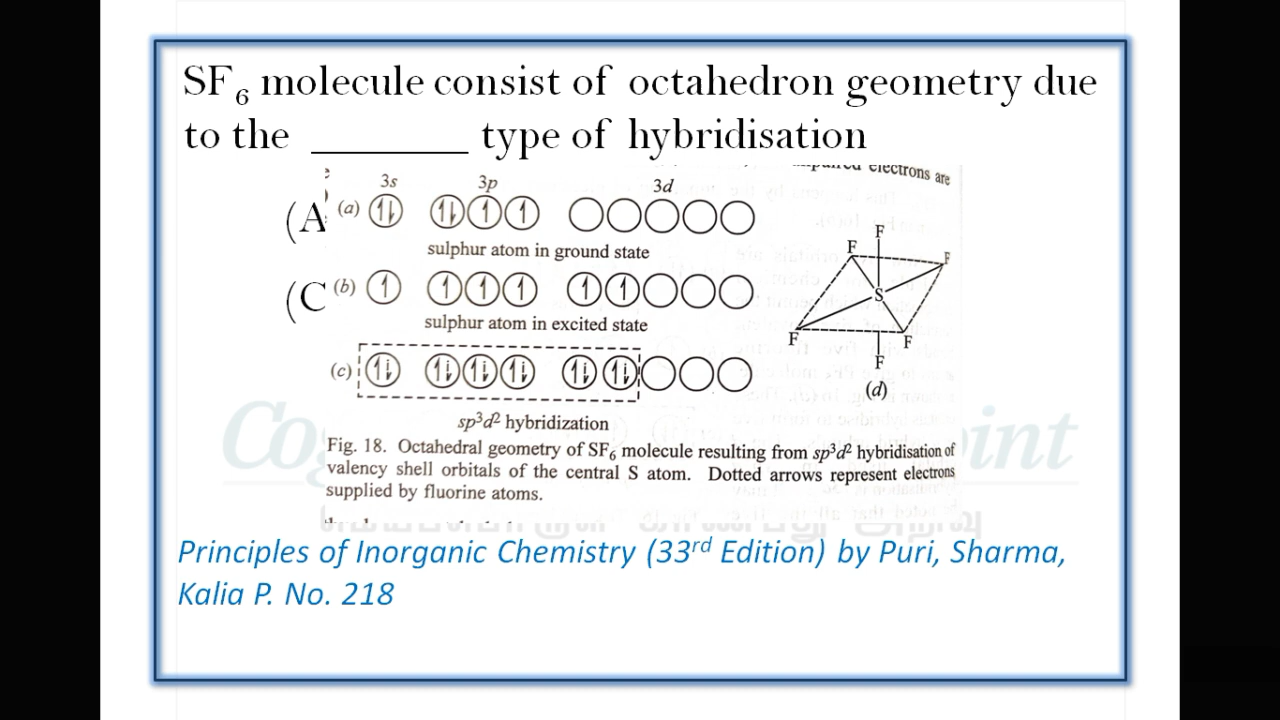 SF6 molecule consist of octahedron geometry due
to the ________ type of hybridisation
electrons are
3s 3p 3d
(A (a)
sulphur atom in ground state
(C (b)
sulphur atom in excited state
(c)
sp³d² hybridization
F
F F
S
F F
F
(d)
Fig. 18. Octahedral geometry of SF6 molecule resulting from sp³d² hybridisation of
valency shell orbitals of the central S atom. Dotted arrows represent electrons
supplied by fluorine atoms.
Principles of Inorganic Chemistry (33rd Edition) by Puri, Sharma,
Kalia P. No. 218